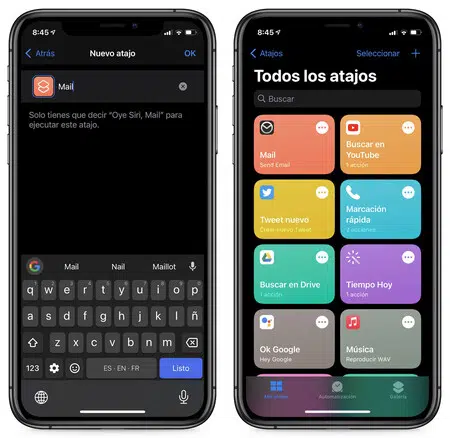 8:45
Atrás
Nuevo atajo
OK
Mail
Solo tienes que decir “Oye Siri, Mail” para
ejecutar este atajo.
Mail
Nail
Maillot
q w e r t y u i o p
a s d f g h j k l ñ
z x c v b n m
123
ES · EN · FR
Listo
8:45
Atajos
Seleccionar
Todos los atajos
Buscar
Mail
Send Email
Buscar en
YouTube
1 acción
Tweet nuevo
Crear nuevo Tweet
Marcación
rápida
2 acciones
Buscar en Drive
1 acción
Tiempo Hoy
1 acción
Ok Google
Hey Google
Música
Reproducir WAV
Mis atajos
Automatización
Galería